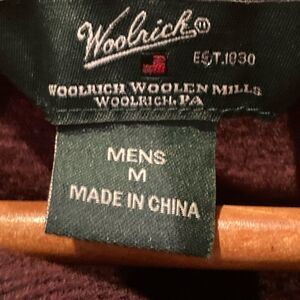 Woolrich ®
EST. 1830
WOOLRICH WOOLEN MILLS
WOOLRICH, PA
MENS
M
MADE IN CHINA